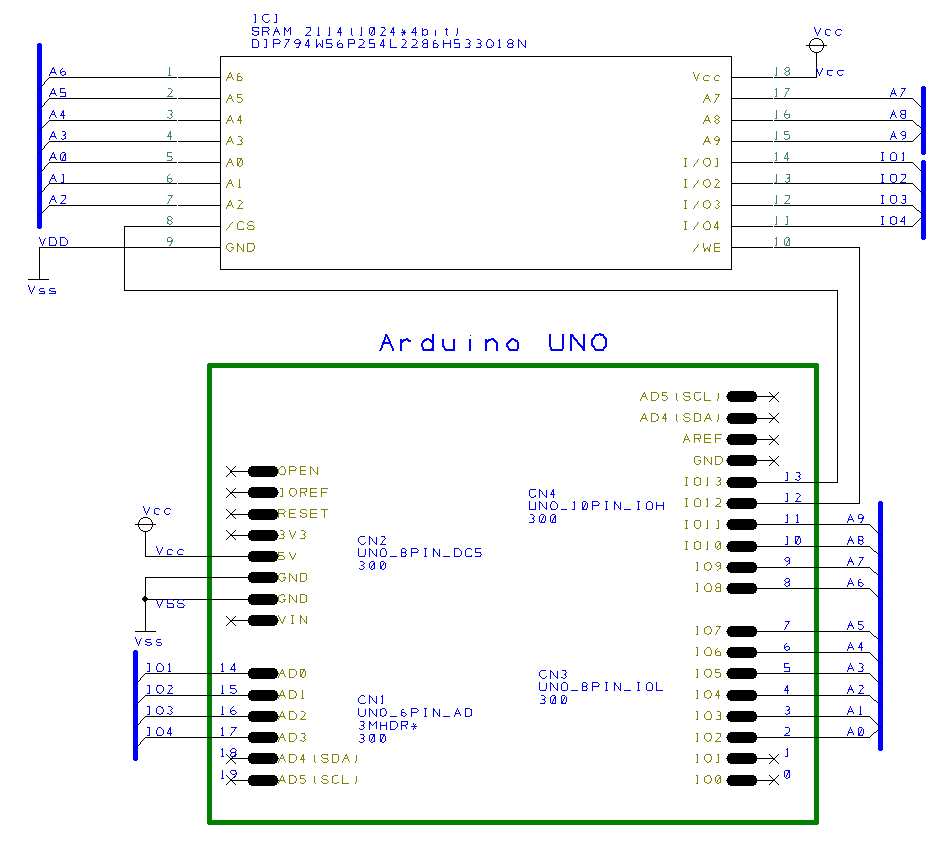 IC1
SRAM 2114(1024*4bit)
DIP794W56P254L2286H533Q18N
Vcc
A6 1 A6 Vcc 18 Vcc
A5 2 A5 A7 17 A7
A4 3 A4 A8 16 A8
A3 4 A3 A9 15 A9
A0 5 A0 I/O1 14 IO1
A1 6 A1 I/O2 13 IO2
A2 7 A2 I/O3 12 IO3
8 /CS I/O4 11 IO4
VDD 9 GND /WE 10
Vss
Arduino UNO
AD5(SCL)
AD4(SDA)
AREF
GND
OPEN IO13 13
IOREF CN4 IO12 12
RESET UNO_10PIN_IOH
Vcc 300 IO11 11 A9
3V3 CN2 IO10 10 A8
Vcc 5V UNO_8PIN_DC5
300 IO9 9 A7
GND IO8 8 A6
VSS GND
VIN IO7 7 A5
Vss
IO6 6 A4
IO1 14 AD0 CN3 IO5 5 A3
IO2 15 AD1 UNO_8PIN_IOL IO4 4 A2
300
CN1
IO3 16 AD2 UNO_6PIN_AD IO3 3 A1
3MHDR*
IO4 17 AD3 300 IO2 2 A0
18 AD4(SDA) IO1 1
19 AD5(SCL) IO0 0